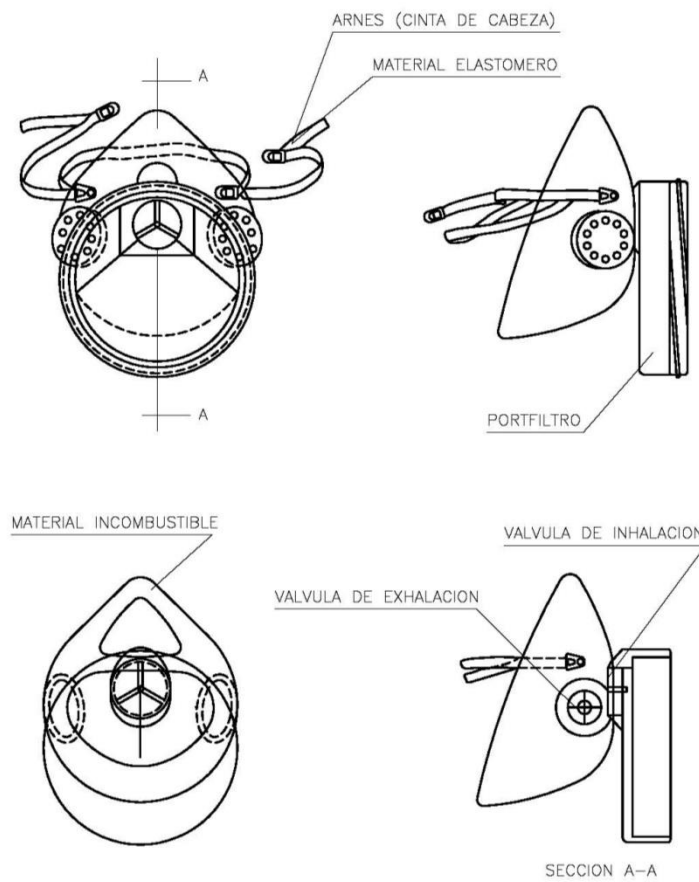 ARNES (CINTA DE CABEZA)
A
MATERIAL ELASTOMERO
A
PORTFILTRO
MATERIAL INCOMBUSTIBLE
VALVULA DE INHALACION
VALVULA DE EXHALACION
SECCION A-A